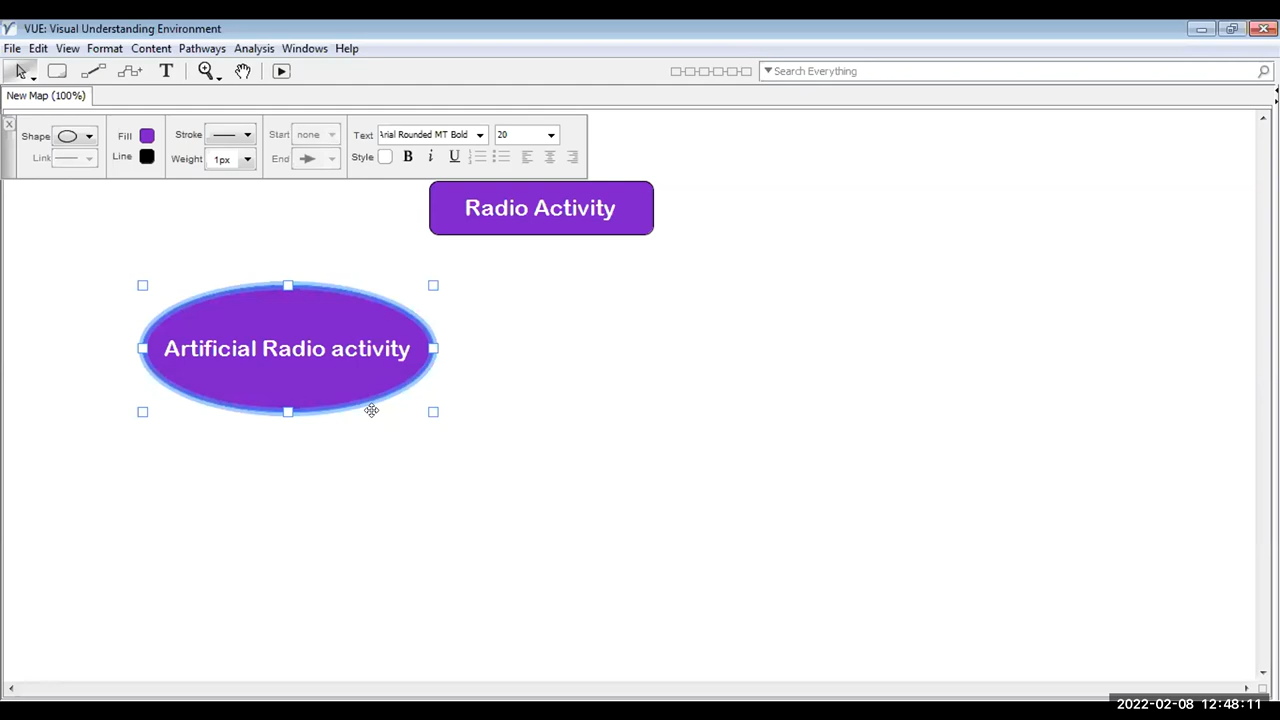 VUE: Visual Understanding Environment
File Edit View Format Content Pathways Analysis Windows Help
T Search Everything
New Map (100%)
Shape Fill Stroke Start none Text Arial Rounded MT Bold 20
Link Line Weight 1px End Style B i U
Radio Activity
Artificial Radio activity
2022-02-08 12:48:11